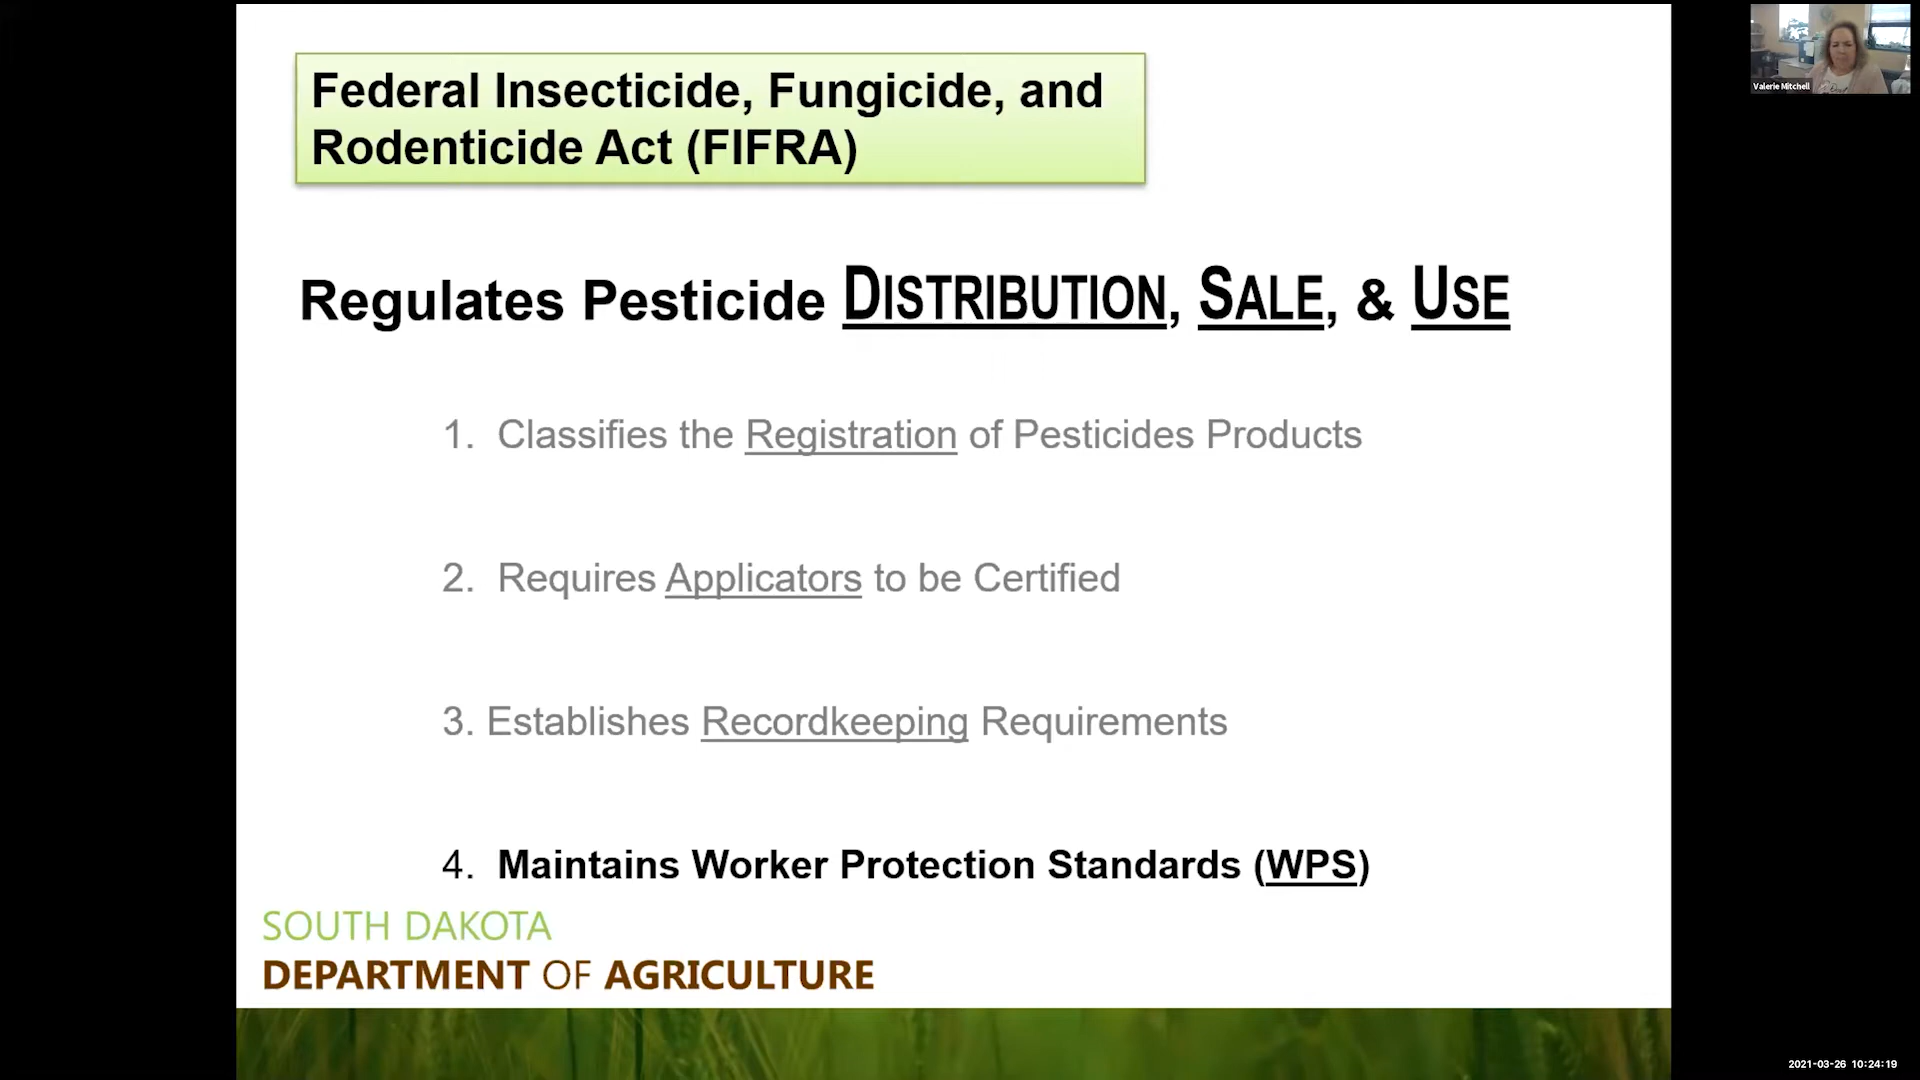 Federal Insecticide, Fungicide, and
Rodenticide Act (FIFRA)
Valerie Mitchell
Regulates Pesticide DISTRIBUTION, SALE, & USE
1. Classifies the Registration of Pesticides Products
2. Requires Applicators to be Certified
3. Establishes Recordkeeping Requirements
4. Maintains Worker Protection Standards (WPS)
SOUTH DAKOTA
DEPARTMENT OF AGRICULTURE
2021-03-26 10:24:19